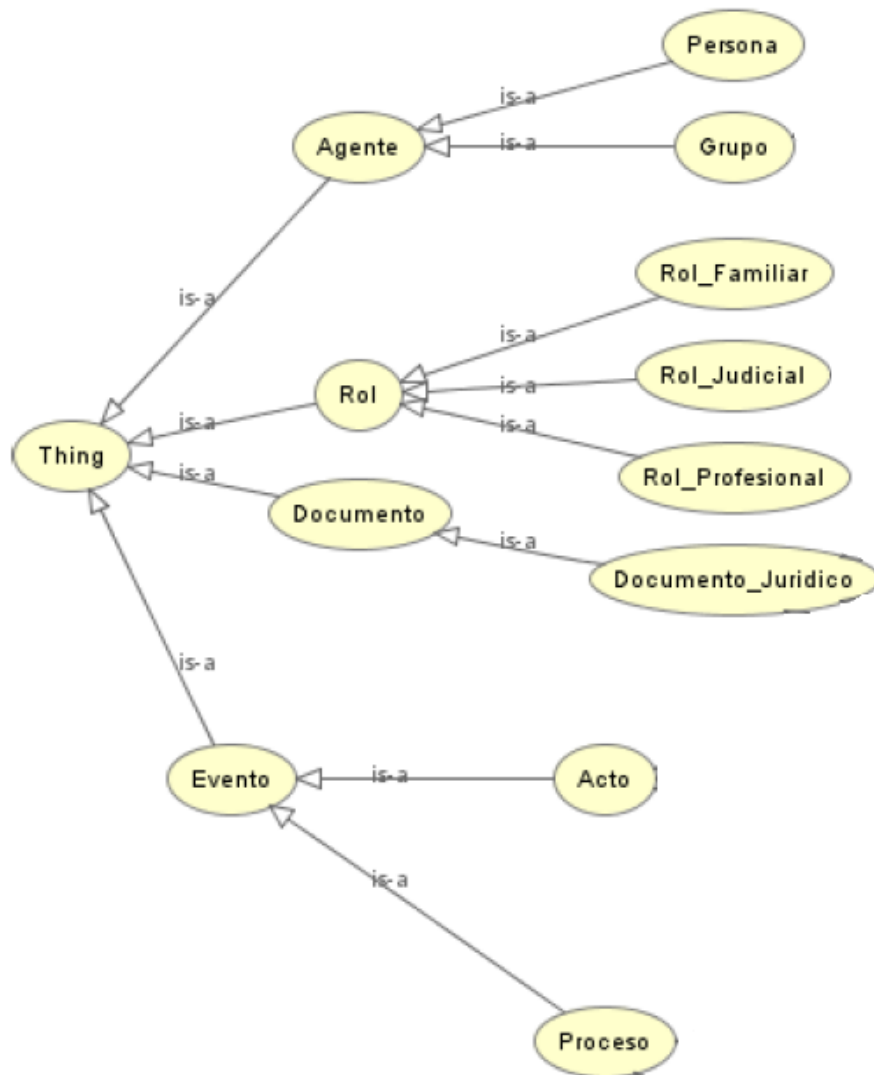 Persona
is-a
Agente
is-a
Grupo
is-a
Rol_Familiar
is-a
Rol
is-a
Rol_Judicial
is-a
is-a
Thing
is-a
Rol_Profesional
Documento
is-a
Documento_Juridico
is-a
Evento
is-a
Acto
is-a
Proceso